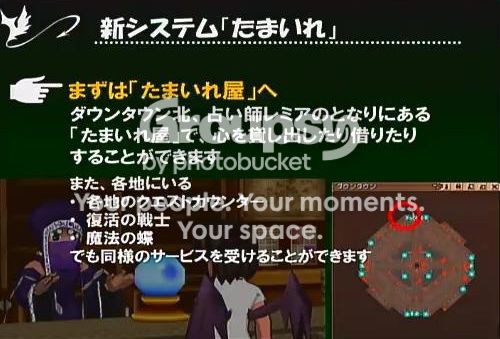 新システム「たまいれ」
まずは「たまいれ屋」へ
ダウンタウン北、占い師レミアのとなりにある
「たまいれ屋」で、心を貸し出したり借りたり
することができます
また、各地にいる
・ 各地のクエストカウンター
・ 復活の戦士
・ 魔法の蝶
でも同様のサービスを受けることができます
ダウンタウン
by photobucket
Your people. Your moments.
Your space.